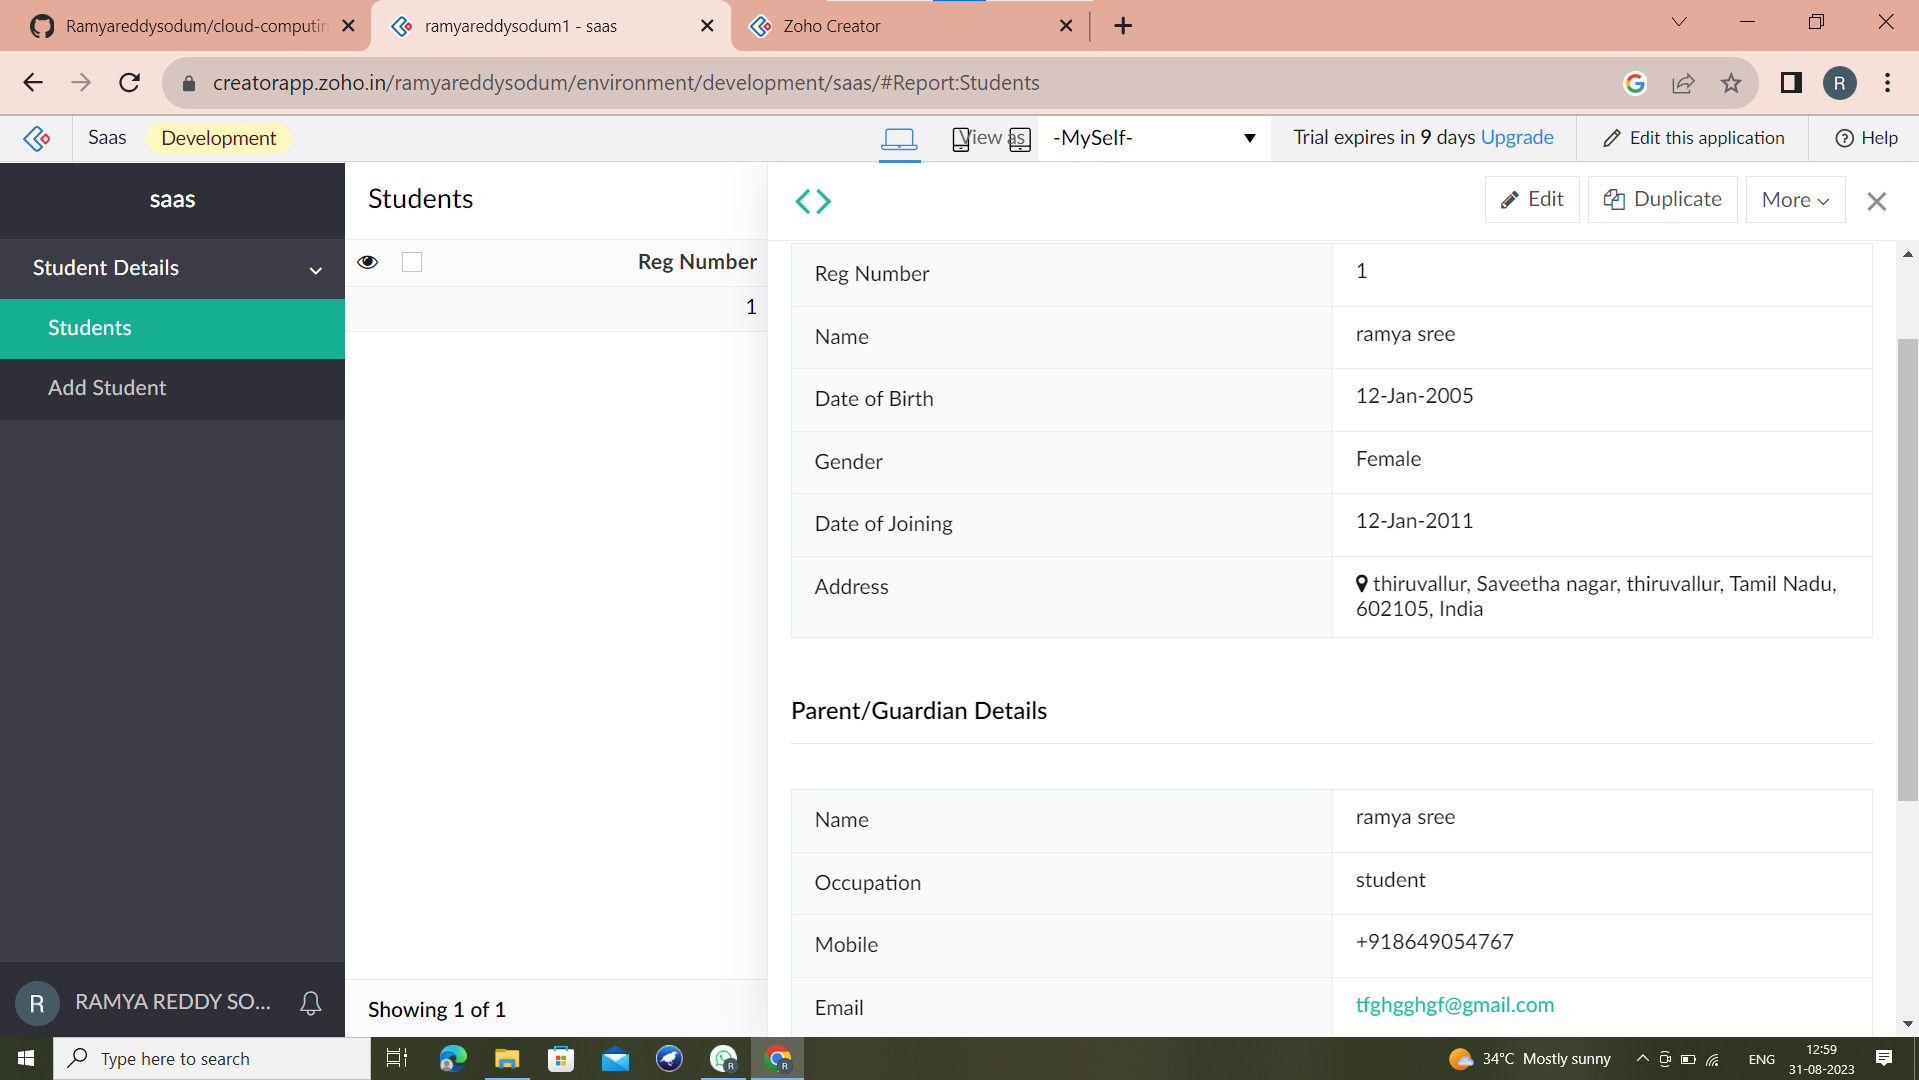 Ramyareddysodum/cloud-computin
ramyareddysodum1 - saas
Zoho Creator
creatorapp.zoho.in/ramyareddysodum/environment/development/saas/#Report:Students
R
Saas
Development
View as
-MySelf-
Trial expires in 9 days Upgrade
Edit this application
Help
saas
Student Details
Students
Add Student
RAMYA REDDY SO...
R
Students
Reg Number
1
Showing 1 of 1
Edit
Duplicate
More
Reg Number
1
Name
ramya sree
Date of Birth
12-Jan-2005
Gender
Female
Date of Joining
12-Jan-2011
Address
thiruvallur, Saveetha nagar, thiruvallur, Tamil Nadu,
602105, India
Parent/Guardian Details
Name
ramya sree
Occupation
student
Mobile
+918649054767
Email
tfghgghgf@gmail.com
Type here to search
R
R
34°C Mostly sunny
ENG
12:59
31-08-2023